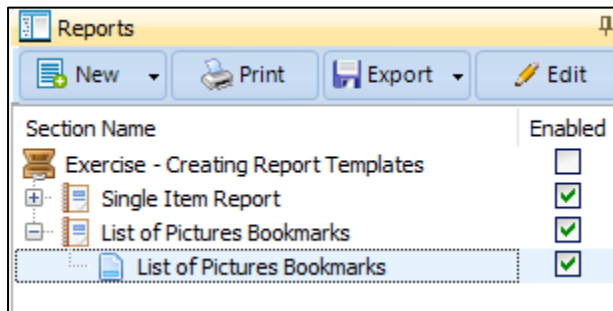 Reports
New Print Export Edit
Section Name Enabled
Exercise - Creating Report Templates
Single Item Report
List of Pictures Bookmarks
List of Pictures Bookmarks